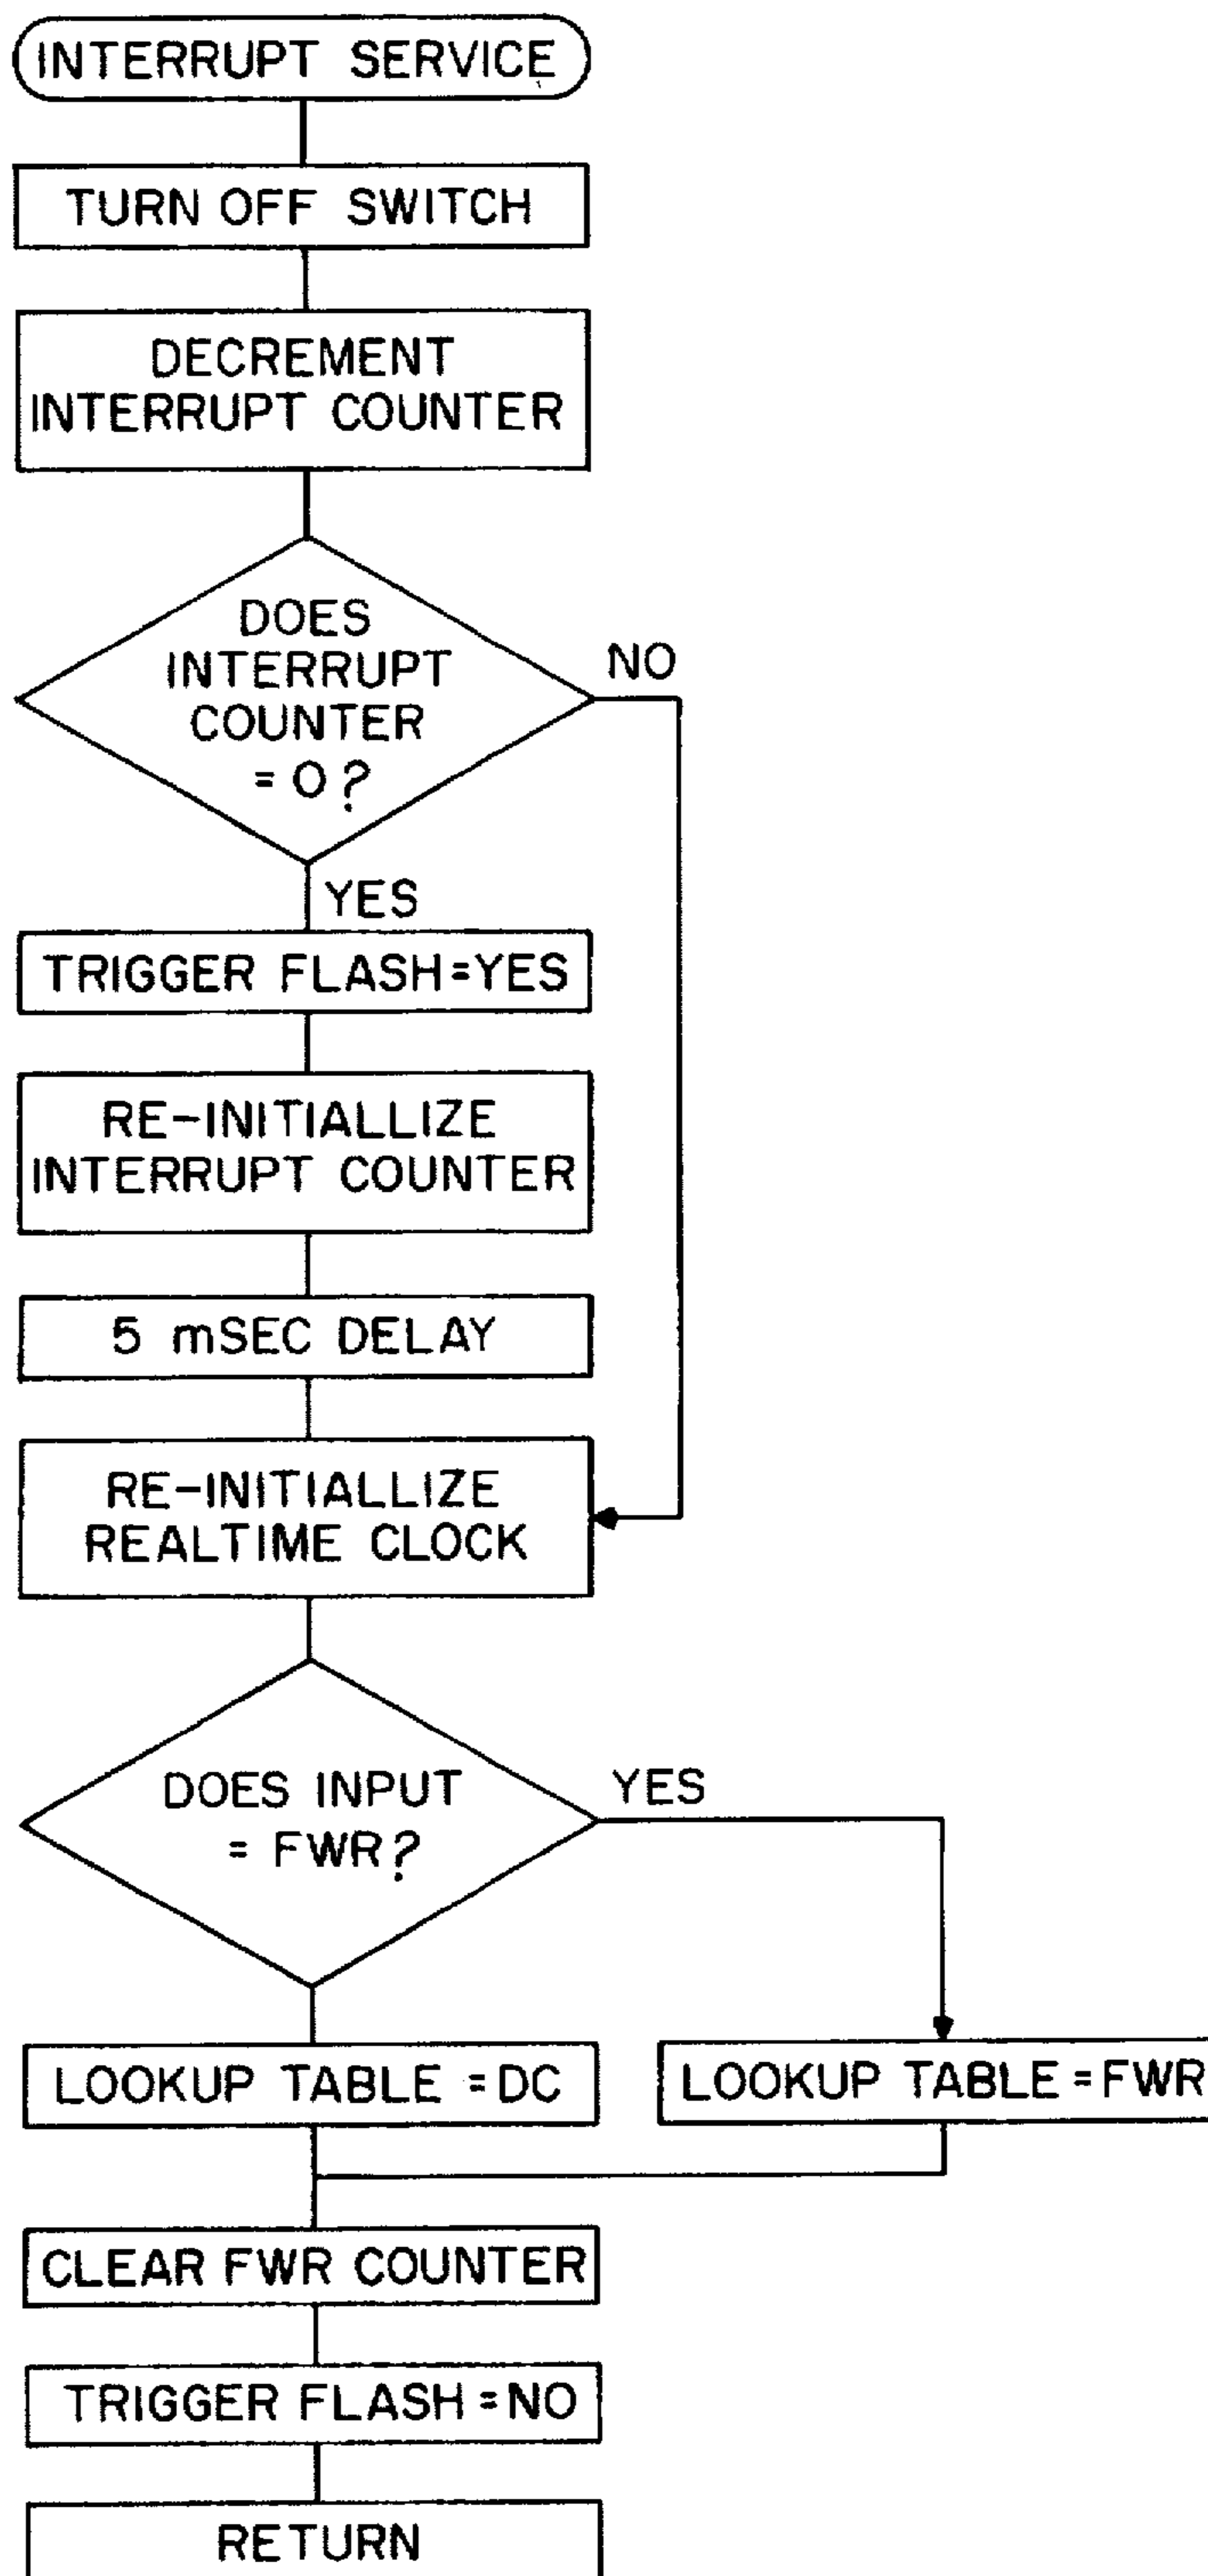 INTERRUPT SERVICE
TURN OFF SWITCH
DECREMENT
INTERRUPT COUNTER
DOES
INTERRUPT
COUNTER
= 0?
NO
YES
TRIGGER FLASH=YES
RE-INITIALLIZE
INTERRUPT COUNTER
5 mSEC DELAY
RE-INITIALLIZE
REALTIME CLOCK
DOES INPUT
= FWR?
YES
LOOKUP TABLE =DC
LOOKUP TABLE =FWR
CLEAR FWR COUNTER
TRIGGER FLASH =NO
RETURN